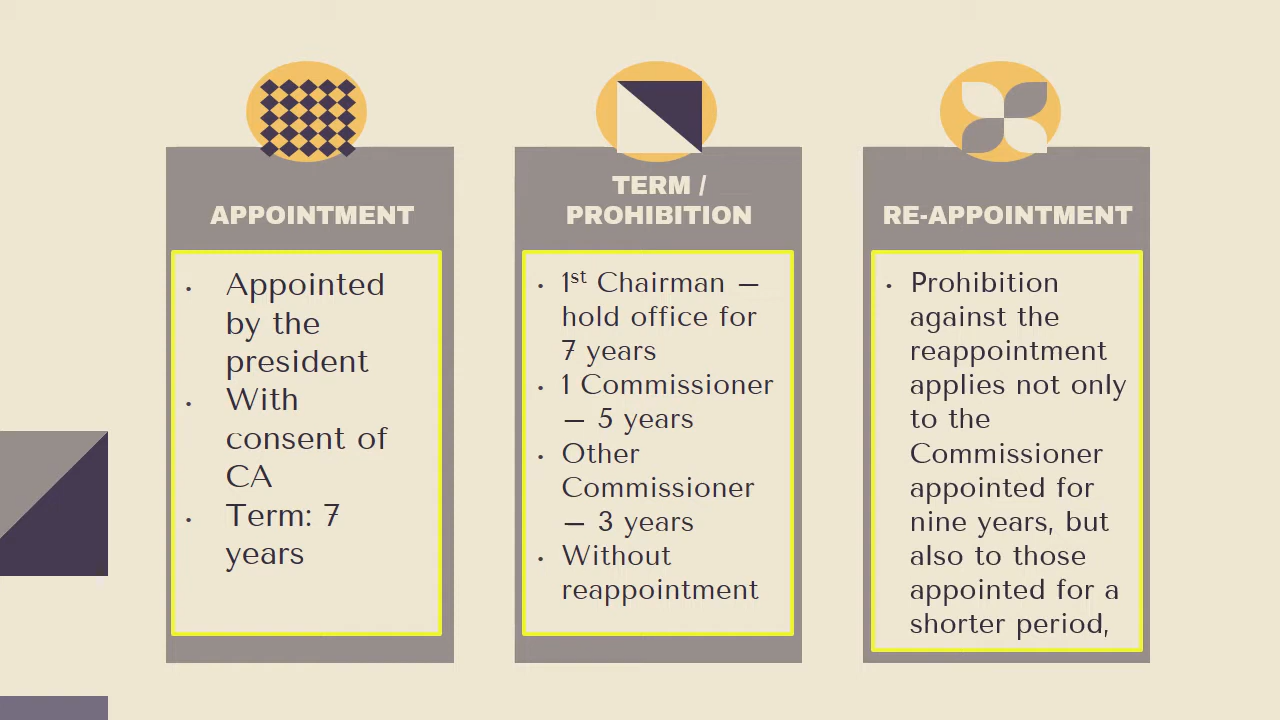 APPOINTMENT
• Appointed
by the
president
• With
consent of
CA
• Term: 7
years
TERM /
PROHIBITION
• 1st Chairman –
hold office for
7 years
• 1 Commissioner
– 5 years
• Other
Commissioner
– 3 years
• Without
reappointment
RE-APPOINTMENT
• Prohibition
against the
reappointment
applies not only
to the
Commissioner
appointed for
nine years, but
also to those
appointed for a
shorter period,